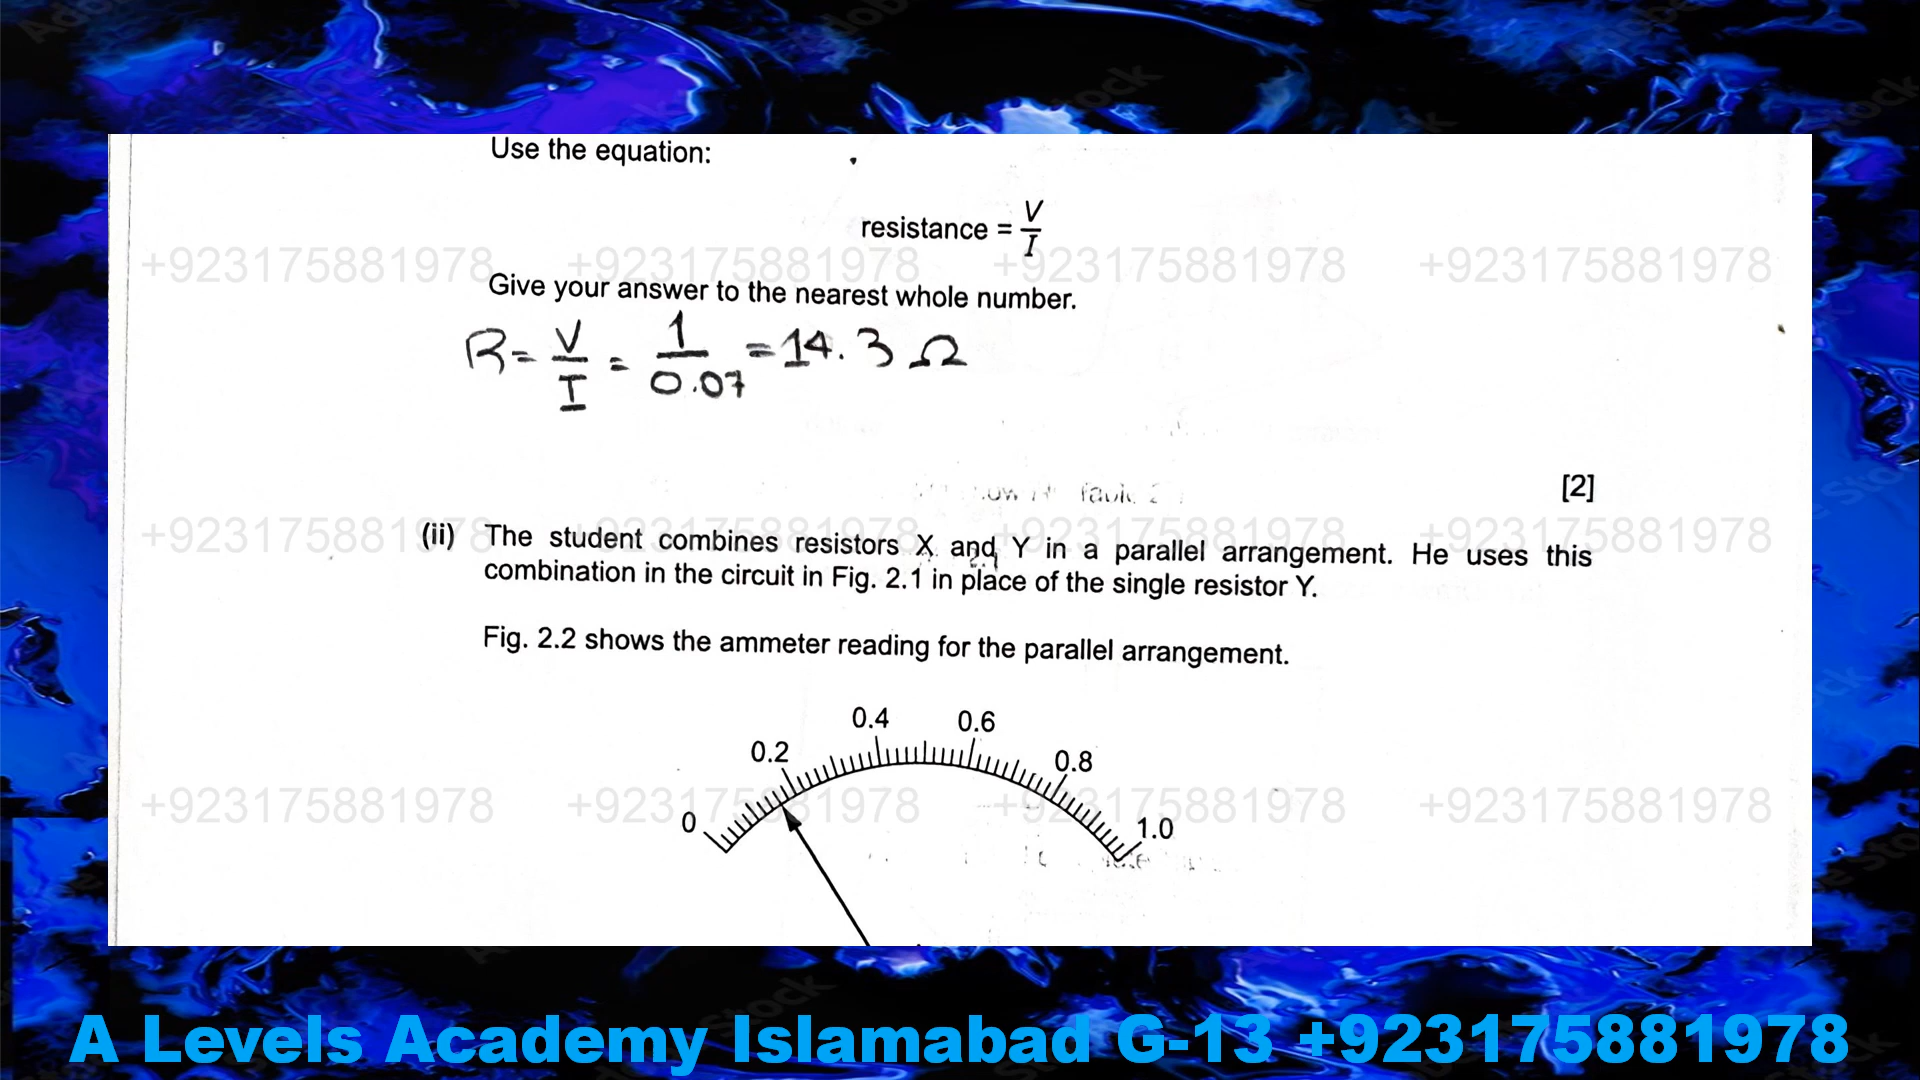 Use the equation:
resistance = V/I
+923175881978 +923175881978 +923175881978 +923175881978
Give your answer to the nearest whole number.
R = V/I = 1/0.07 = 14.3 Ω
[2]
+923175881978 +923175881978 +923175881978 +923175881978
(ii) The student combines resistors X and Y in a parallel arrangement. He uses this
combination in the circuit in Fig. 2.1 in place of the single resistor Y.
Fig. 2.2 shows the ammeter reading for the parallel arrangement.
0 0.2 0.4 0.6 0.8 1.0
+923175881978 +923175881978 +923175881978 +923175881978
A Levels Academy Islamabad G-13 +923175881978